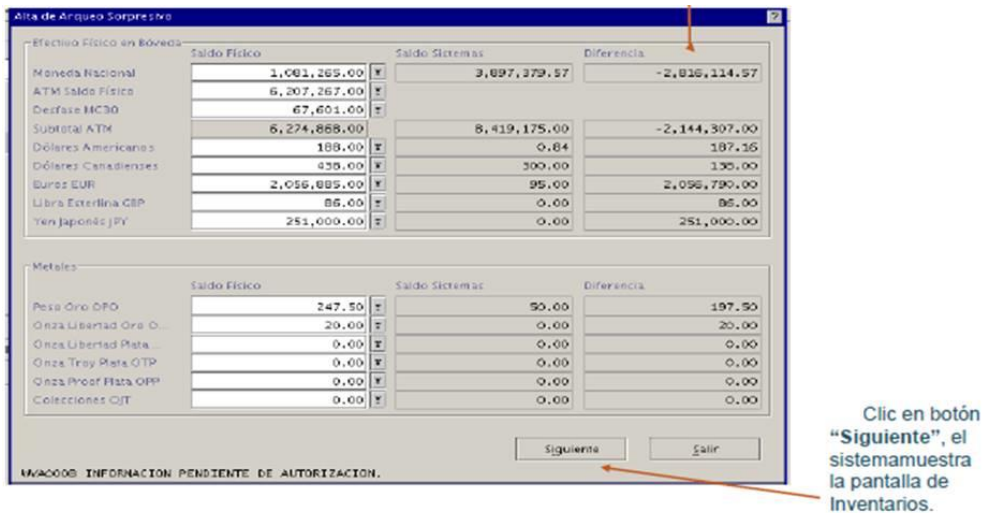 Alta de Arqueo Sorpresivo ?
Efectivo Físico en Bóveda
Saldo Físico Saldo Sistemas Diferencia
Moneda Nacional 1,081,265.00 3,897,379.57 -2,816,114.57
ATM Saldo Físico 6,207,267.00
Desfase MC30 67,601.00
Subtotal ATM 6,274,868.00 8,419,175.00 -2,144,307.00
Dólares Americanos 188.00 0.84 187.16
Dólares Canadienses 438.00 300.00 138.00
Euros EUR 2,056,885.00 95.00 2,056,790.00
Libra Esterlina GBP 86.00 0.00 86.00
Yen Japonés JPY 251,000.00 0.00 251,000.00
Metales
Saldo Físico Saldo Sistemas Diferencia
Peso Oro OPO 247.50 50.00 197.50
Onza Libertad Oro O... 20.00 0.00 20.00
Onza Libertad Plata ... 0.00 0.00 0.00
Onza Troy Plata OTP 0.00 0.00 0.00
Onza Proof Plata OPP 0.00 0.00 0.00
Colecciones OJT 0.00 0.00 0.00
Siguiente Salir
INFORMACION PENDIENTE DE AUTORIZACION.
Clic en botón
“Siguiente”, el
sistemamuestra
la pantalla de
Inventarios.